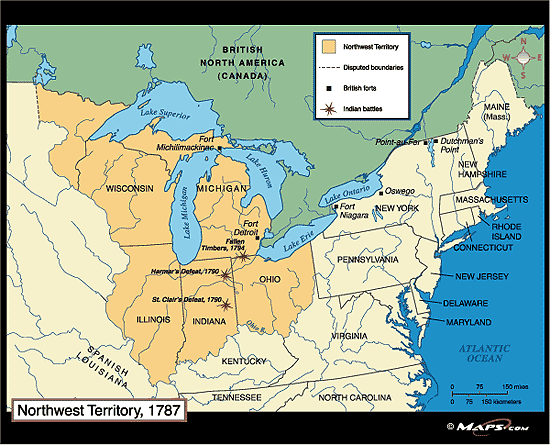 BRITISH
NORTH AMERICA
(CANADA)
Northwest Territory
Disputed boundaries
British forts
Indian battles
N
W
E
S
Lake Superior
Fort
Michilimackinac
Lake Huron
Lake Michigan
WISCONSIN
MICHIGAN
MAINE
(Mass.)
Point-au-Fer
Dutchman's
Point
NEW
HAMPSHIRE
Lake Ontario
Oswego
Fort
Niagara
NEW YORK
MASSACHUSETTS
RHODE
ISLAND
CONNECTICUT
Fort
Detroit
Lake Erie
Fallen
Timbers, 1794
Harmar's Defeat, 1790
St. Clair's Defeat, 1790
OHIO
PENNSYLVANIA
NEW JERSEY
DELAWARE
MARYLAND
ILLINOIS
INDIANA
Ohio R.
VIRGINIA
ATLANTIC
OCEAN
SPANISH
LOUISIANA
KENTUCKY
TENNESSEE
NORTH CAROLINA
0 75 150 miles
0 75 150 kilometers
Northwest Territory, 1787
© MAPS.com